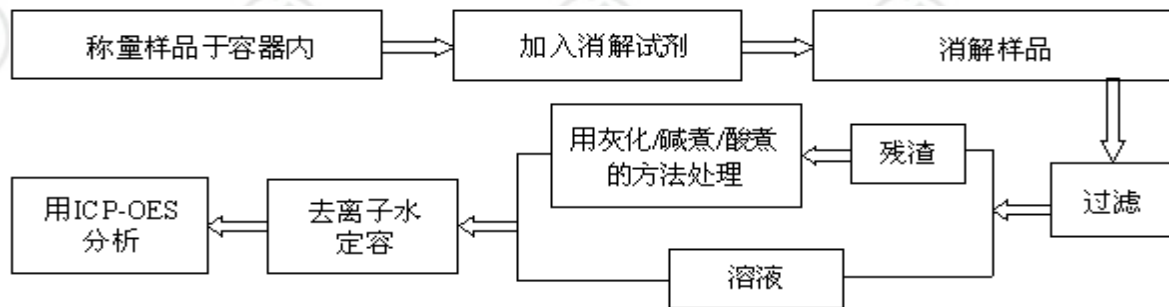 称量样品于容器内
加入消解试剂
消解样品
过滤
残渣
用灰化/碱煮/酸煮
的方法处理
溶液
去离子水
定容
用ICP-OES
分析